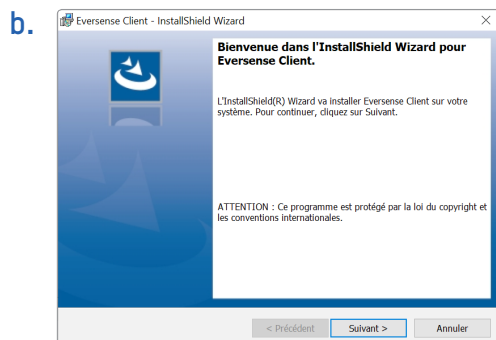 b.
Eversense Client - InstallShield Wizard
Bienvenue dans l'InstallShield Wizard pour
Eversense Client.
L'InstallShield(R) Wizard va installer Eversense Client sur votre
système. Pour continuer, cliquez sur Suivant.
ATTENTION : Ce programme est protégé par la loi du copyright et
les conventions internationales.
< Précédent Suivant > Annuler